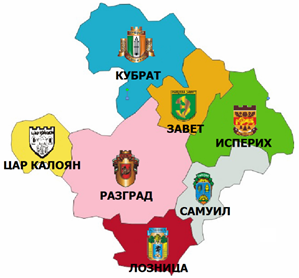 КУБРАТ
ЗАВЕТ
ИСПЕРИХ
ЦАР КАЛОЯН
РАЗГРАД
САМУИЛ
ЛОЗНИЦА